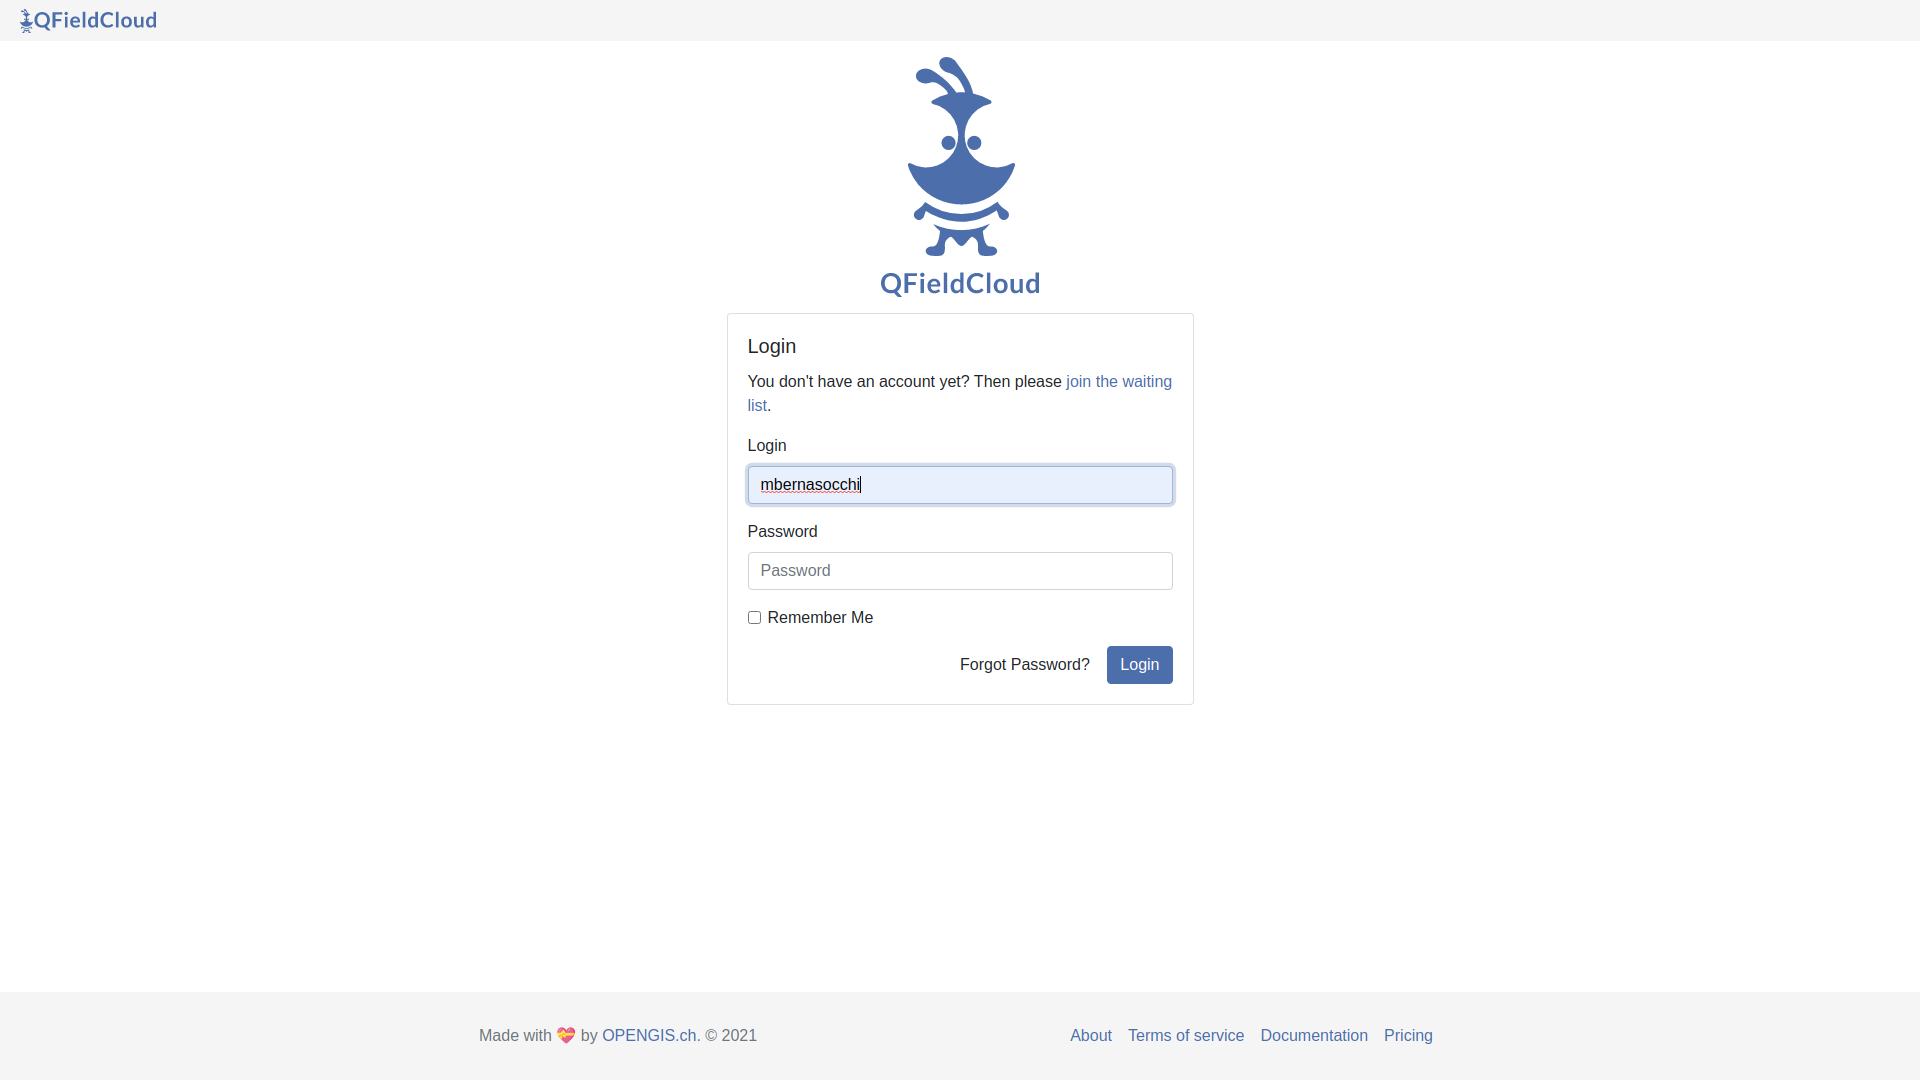 QFieldCloud
QFieldCloud
Login
You don't have an account yet? Then please join the waiting
list.
Login
mbernasocchi
Password
Password
Remember Me
Forgot Password? Login
Made with 💝 by OPENGIS.ch. © 2021 About Terms of service Documentation Pricing